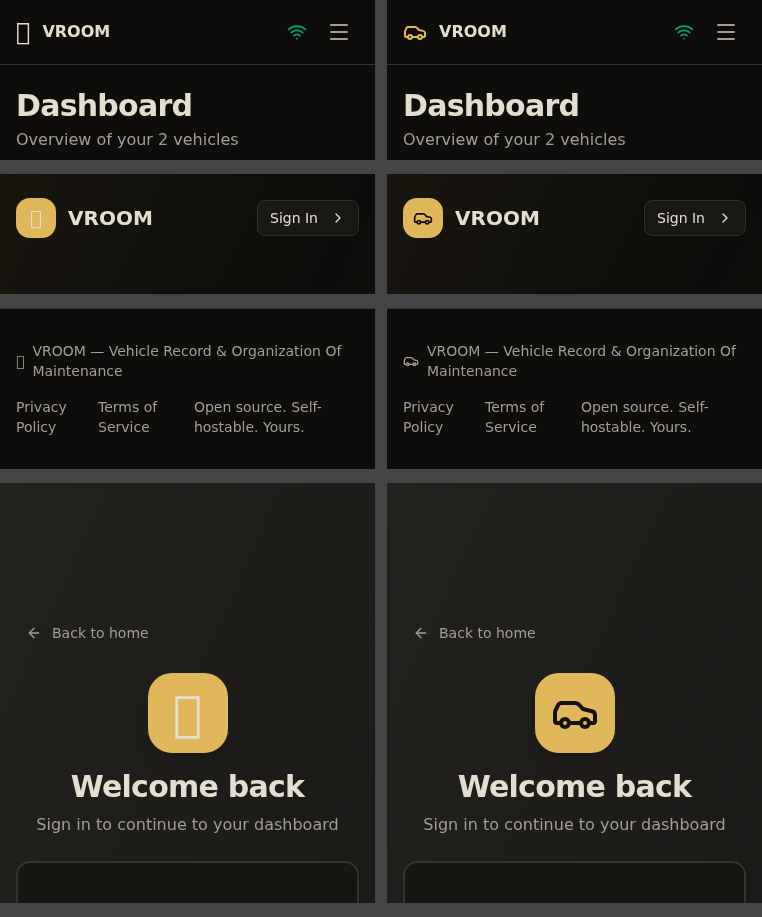 VROOM
Dashboard
Overview of your 2 vehicles
VROOM
Dashboard
Overview of your 2 vehicles
VROOM
Sign In
VROOM
Sign In
VROOM — Vehicle Record & Organization Of
Maintenance
Privacy
Policy
Terms of
Service
Open source. Self-
hostable. Yours.
VROOM — Vehicle Record & Organization Of
Maintenance
Privacy
Policy
Terms of
Service
Open source. Self-
hostable. Yours.
Back to home
Welcome back
Sign in to continue to your dashboard
Back to home
Welcome back
Sign in to continue to your dashboard